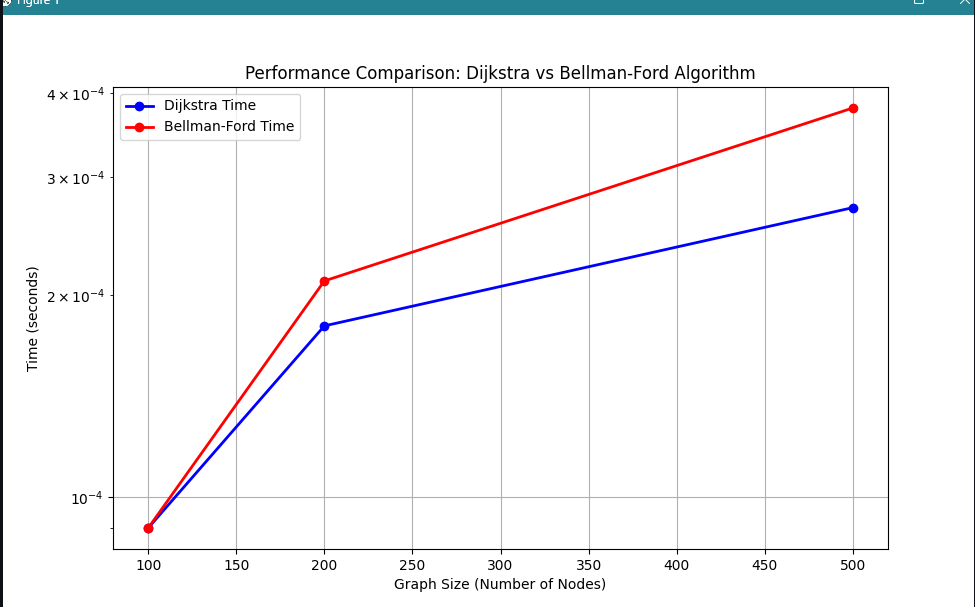 Figure 1
Performance Comparison: Dijkstra vs Bellman-Ford Algorithm
Dijkstra Time
Bellman-Ford Time
4 × 10⁻⁴
3 × 10⁻⁴
2 × 10⁻⁴
10⁻⁴
Time (seconds)
100 150 200 250 300 350 400 450 500
Graph Size (Number of Nodes)